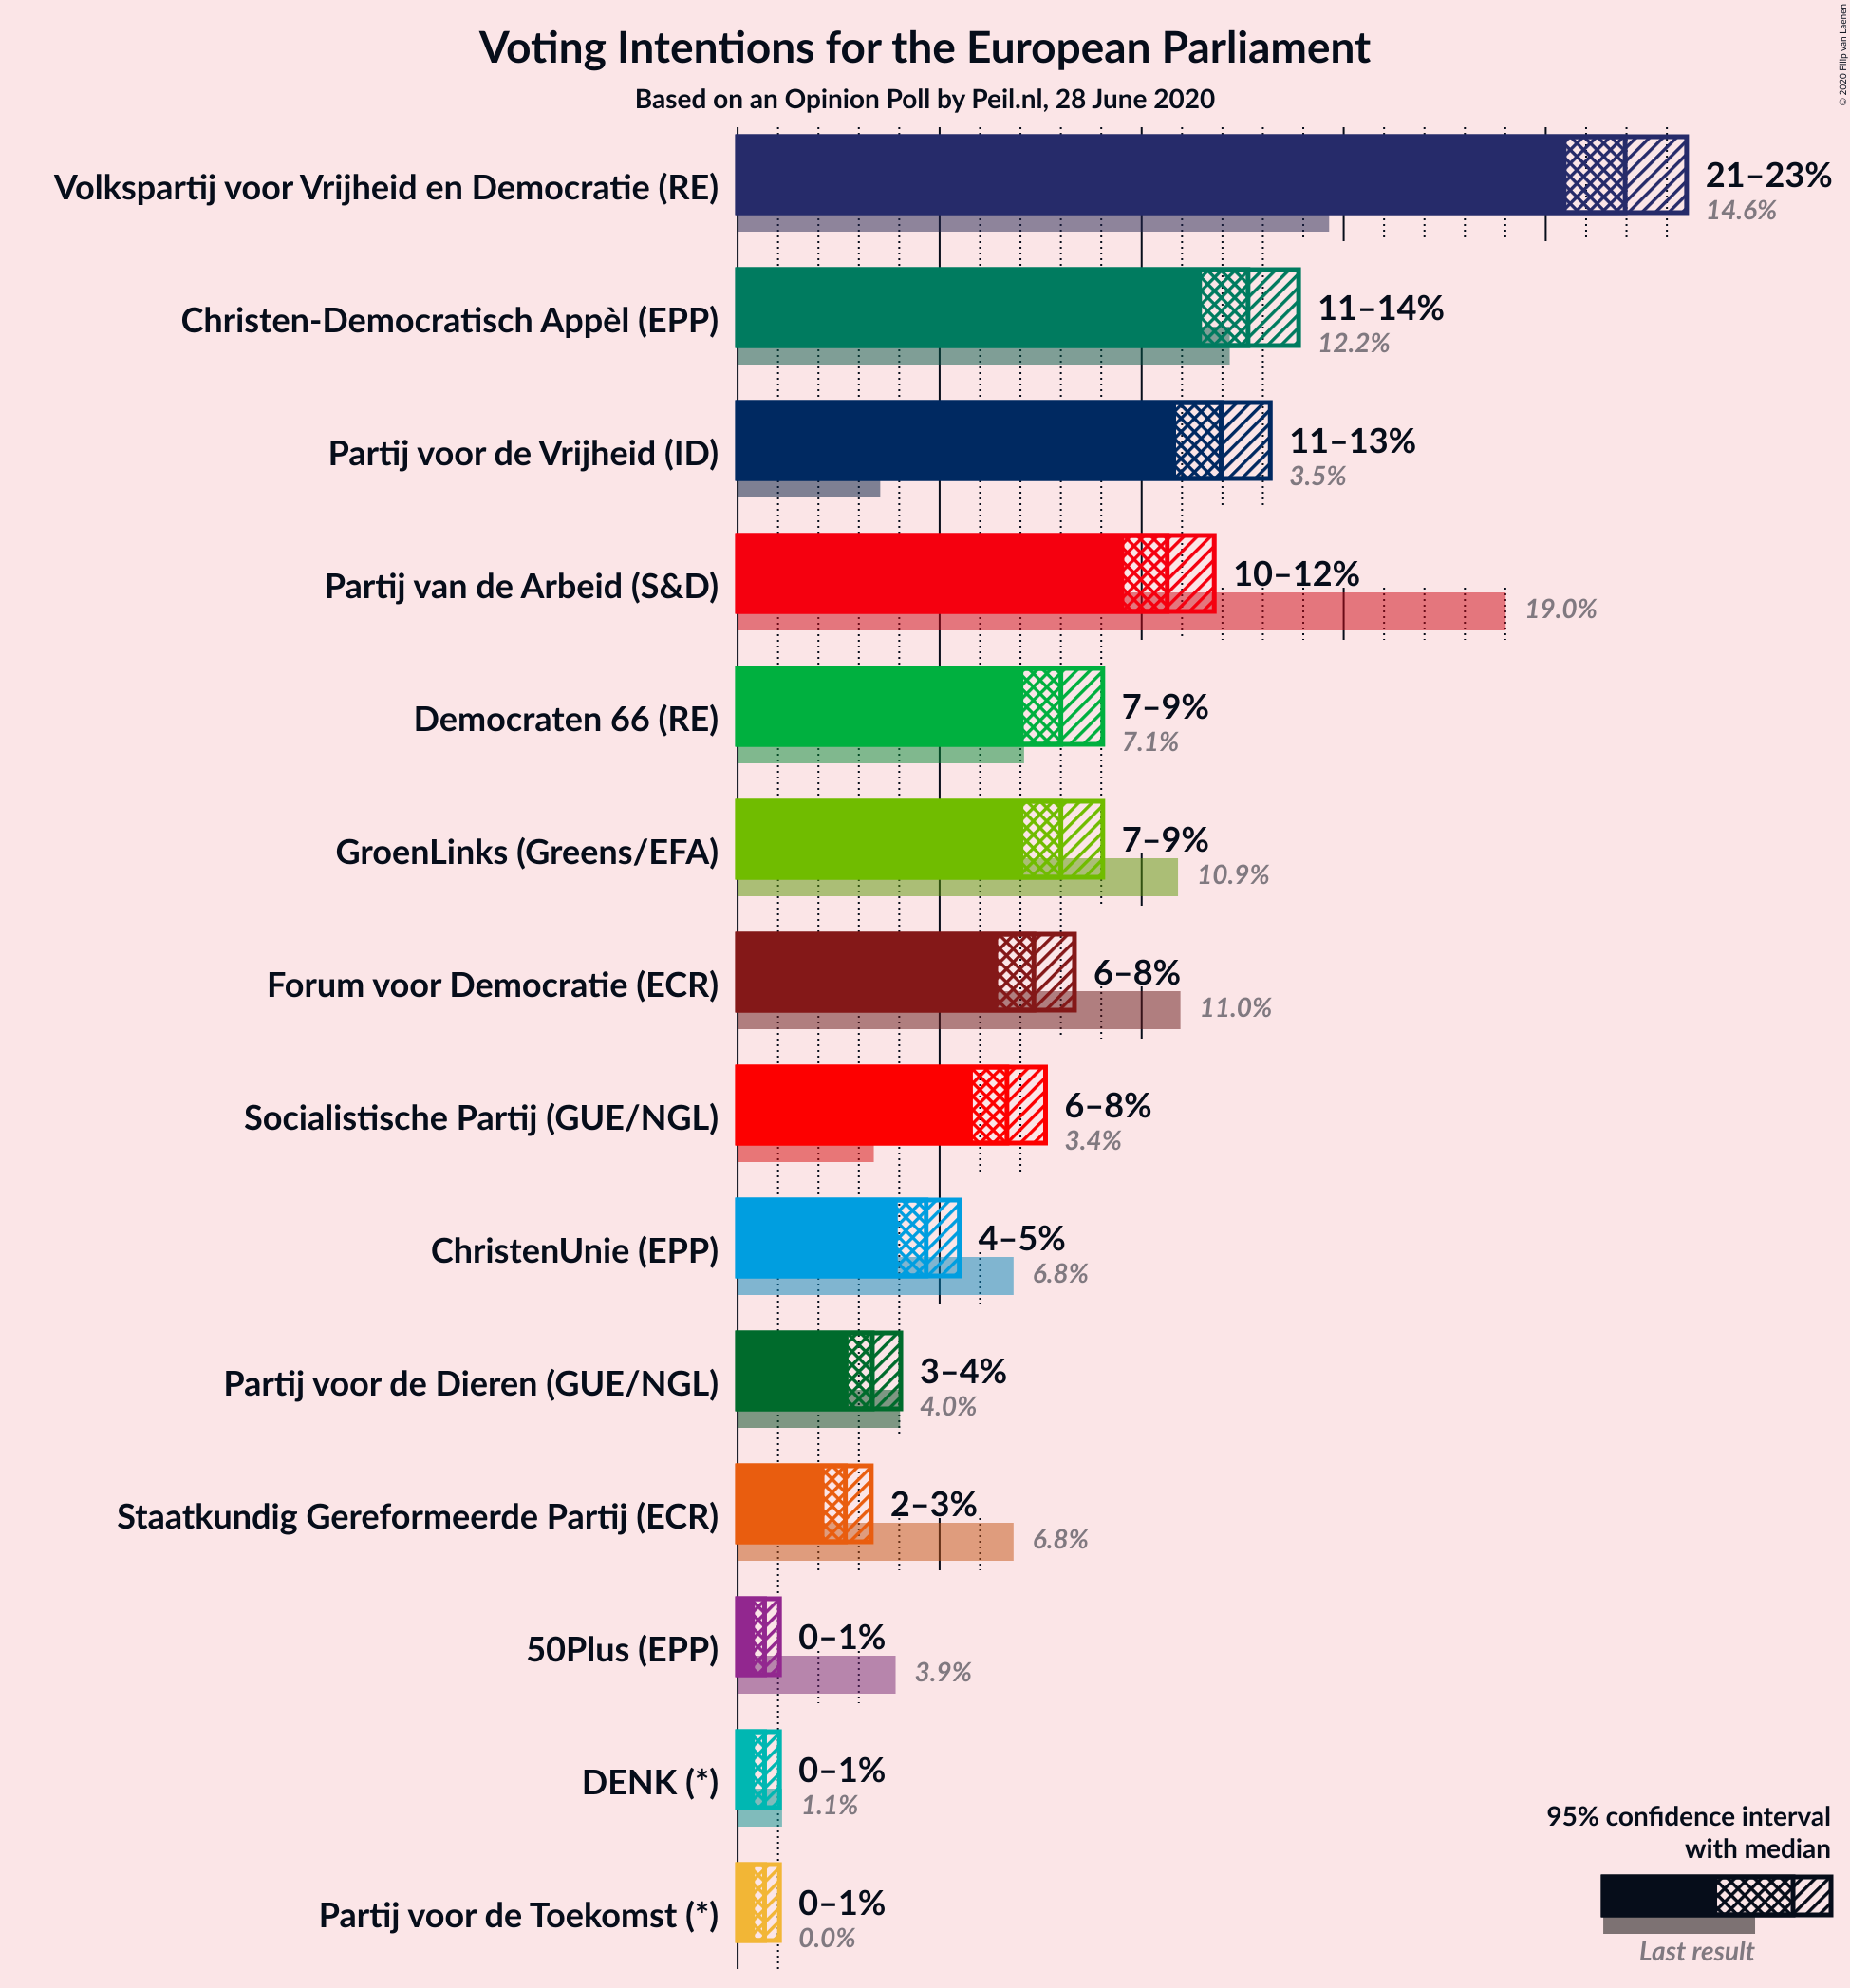 © 2020 Filip van Laenen
Voting Intentions for the European Parliament
Based on an Opinion Poll by Peil.nl, 28 June 2020
Volkspartij voor Vrijheid en Democratie (RE)
21–23%
14.6%
Christen-Democratisch Appèl (EPP)
11–14%
12.2%
Partij voor de Vrijheid (ID)
11–13%
3.5%
Partij van de Arbeid (S&D)
10–12%
19.0%
Democraten 66 (RE)
7–9%
7.1%
GroenLinks (Greens/EFA)
7–9%
10.9%
Forum voor Democratie (ECR)
6–8%
11.0%
Socialistische Partij (GUE/NGL)
6–8%
3.4%
ChristenUnie (EPP)
4–5%
6.8%
Partij voor de Dieren (GUE/NGL)
3–4%
4.0%
Staatkundig Gereformeerde Partij (ECR)
2–3%
6.8%
50Plus (EPP)
0–1%
3.9%
DENK (*)
0–1%
1.1%
Partij voor de Toekomst (*)
0–1%
0.0%
95% confidence interval
with median
Last result